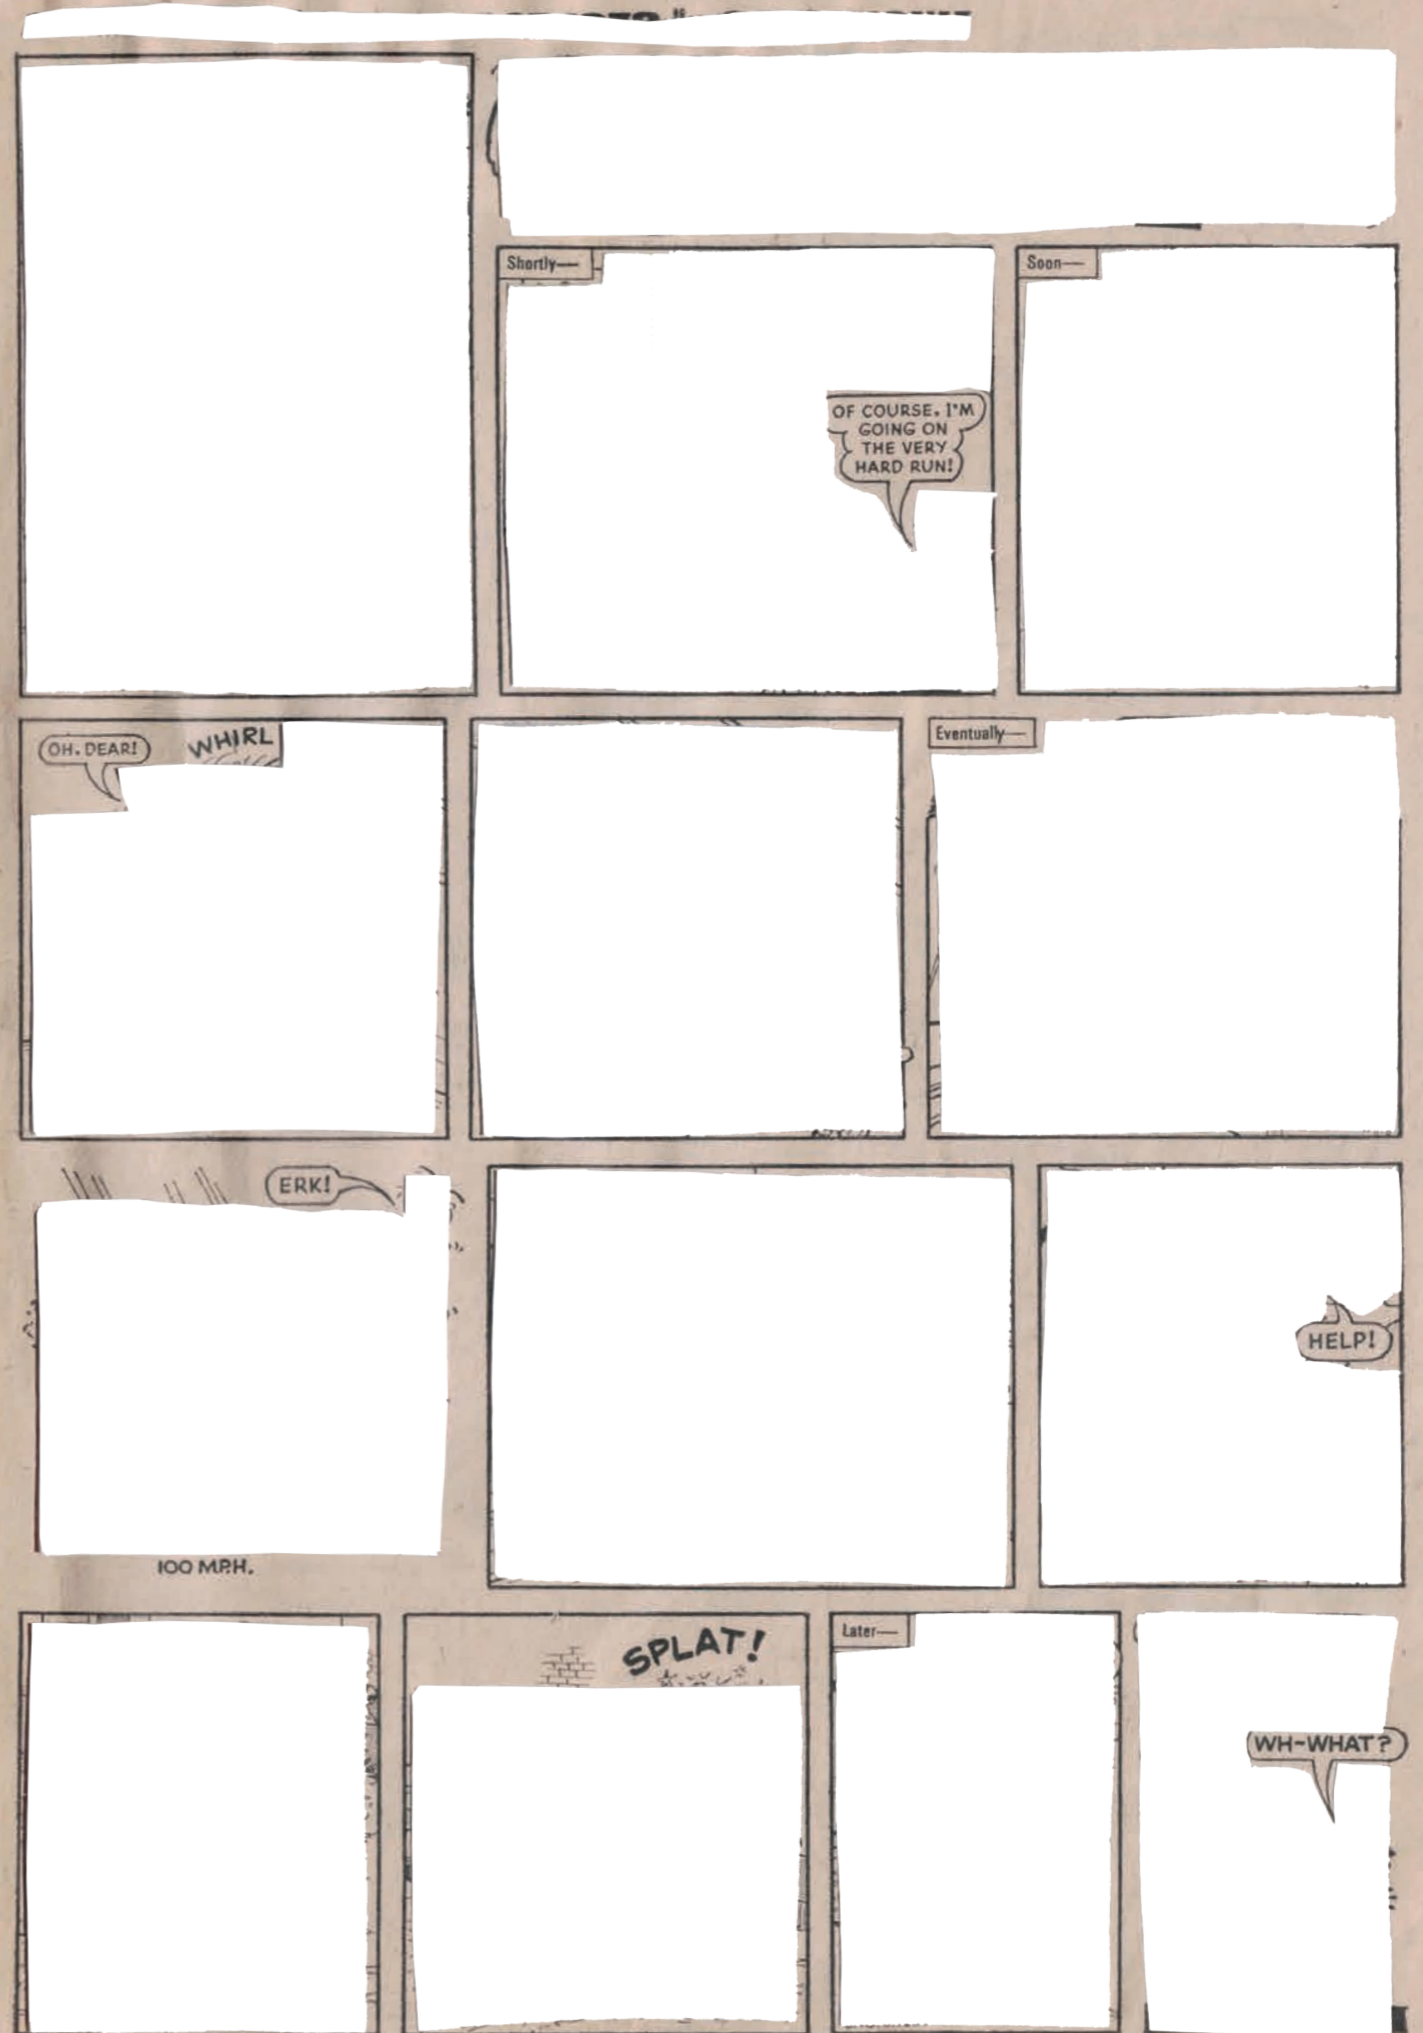 Shortly—
OF COURSE, I'M
GOING ON
THE VERY
HARD RUN!
Soon—
OH, DEAR!
WHIRL
Eventually—
ERK!
100 M.P.H.
HELP!
SPLAT!
Later—
WH-WHAT?